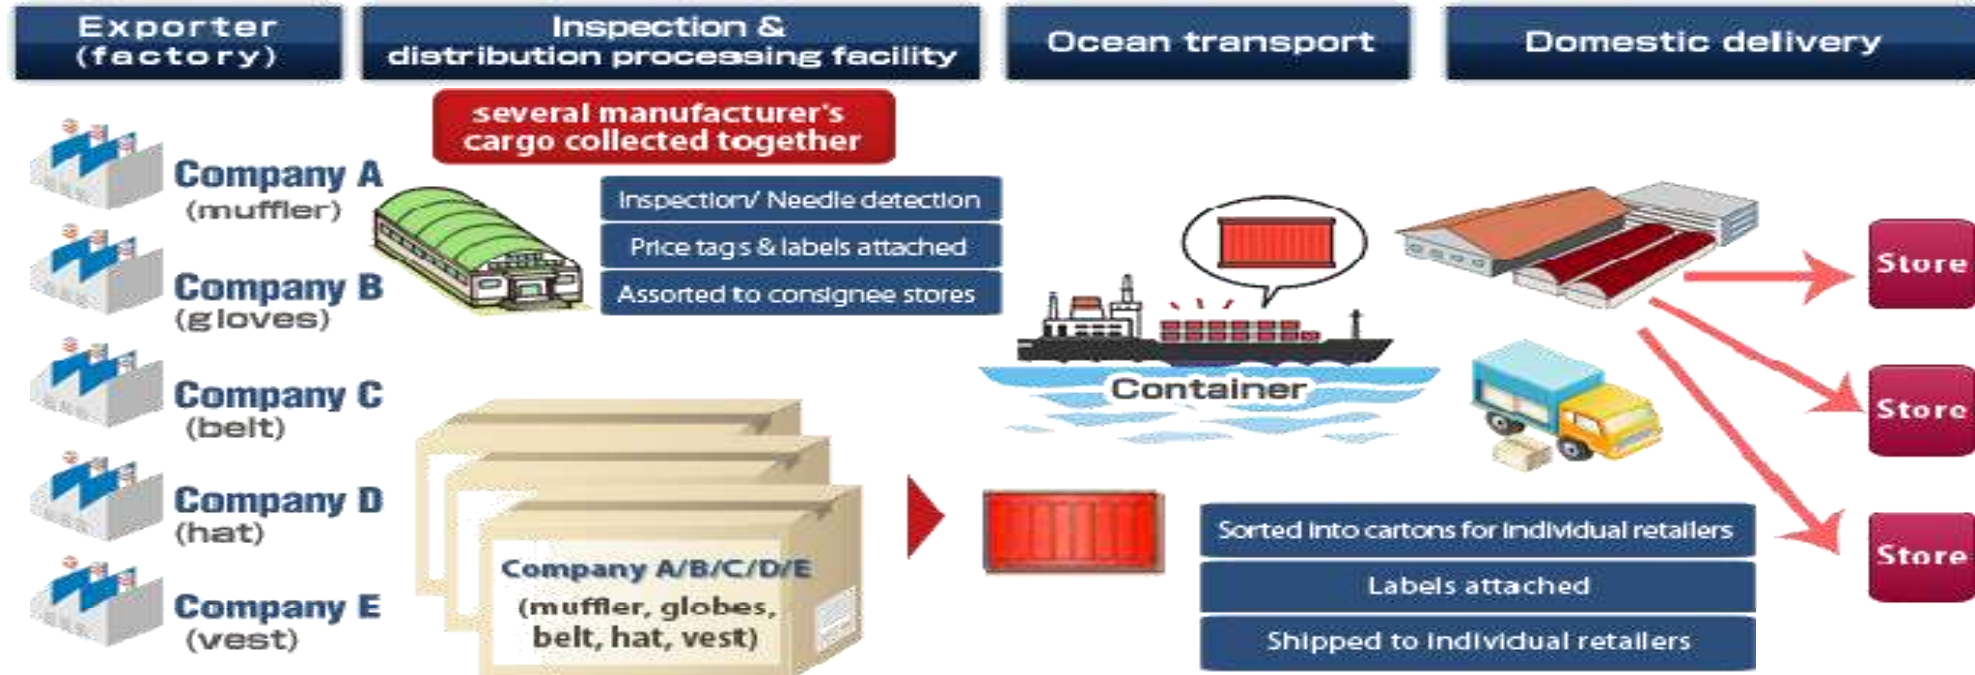 Exporter
(factory)
Inspection &
distribution processing facility
Ocean transport
Domestic delivery
several manufacturer's
cargo collected together
Company A
(muffler)
Company B
(gloves)
Company C
(belt)
Company D
(hat)
Company E
(vest)
Inspection/ Needle detection
Price tags & labels attached
Assorted to consignee stores
Company A/B/C/D/E
(muffler, globes,
belt, hat, vest)
Container
Sorted into cartons for individual retailers
Labels attached
Shipped to individual retailers
Store
Store
Store